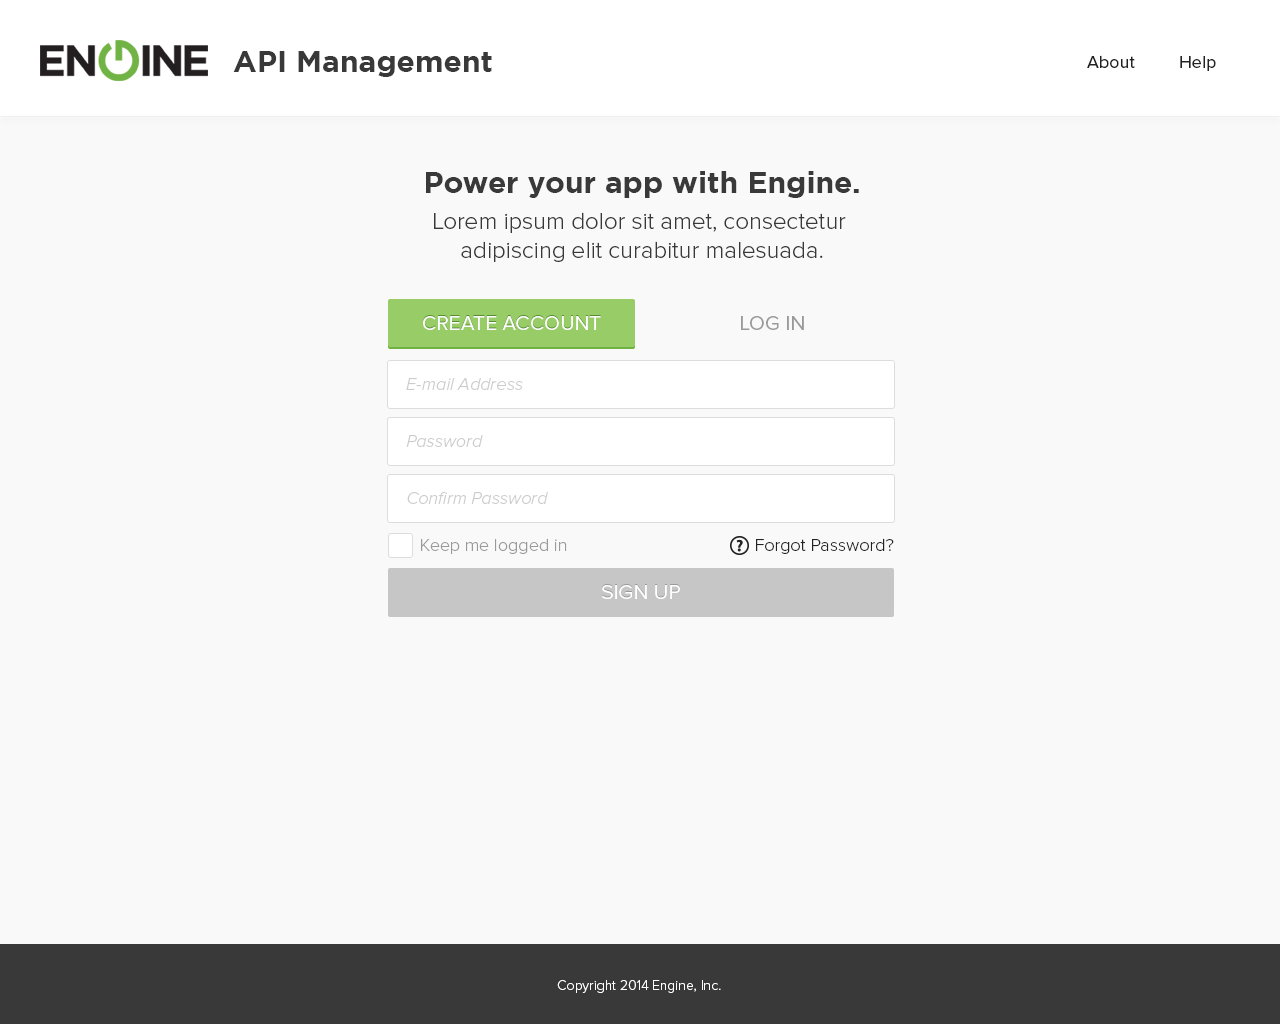 ENGINE API Management About Help
Power your app with Engine.
Lorem ipsum dolor sit amet, consectetur
adipiscing elit curabitur malesuada.
CREATE ACCOUNT LOG IN
E-mail Address
Password
Confirm Password
Keep me logged in ? Forgot Password?
SIGN UP
Copyright 2014 Engine, Inc.